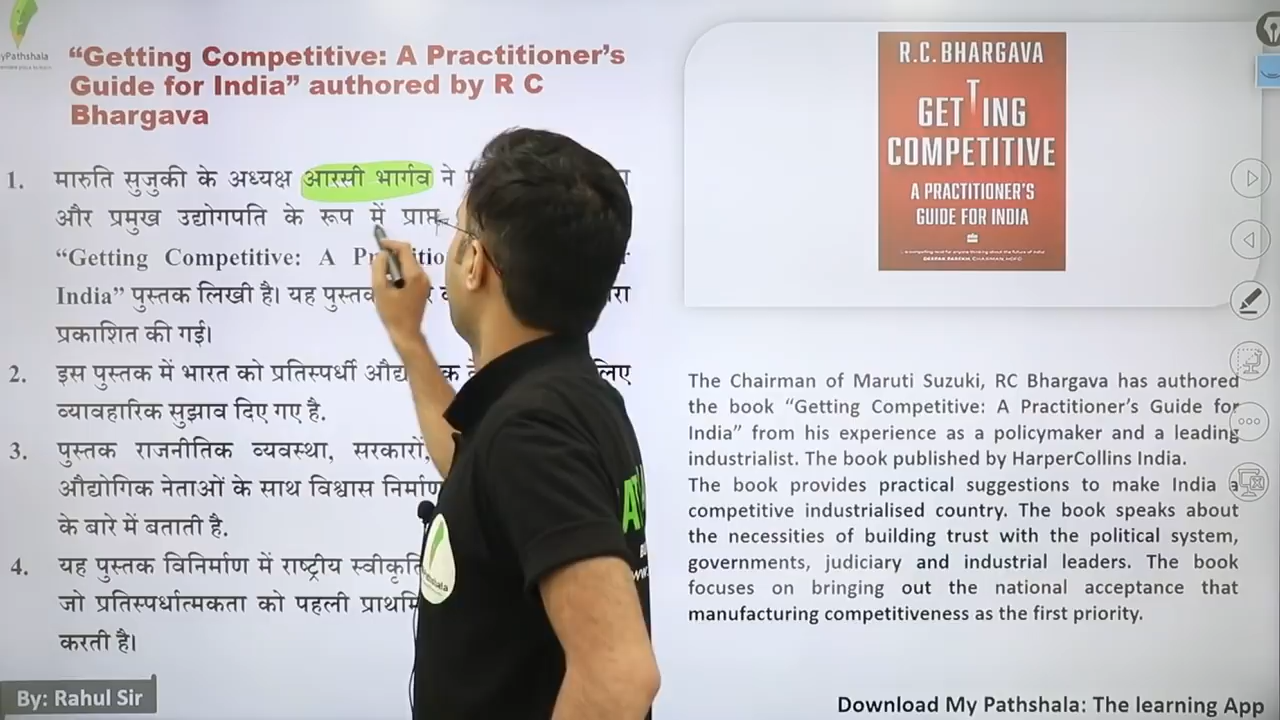 yPathshala
“Getting Competitive: A Practitioner’s
Guide for India” authored by R C
Bhargava
1. मारुति सुजुकी के अध्यक्ष आरसी भार्गव ने
और प्रमुख उद्योगपति के रूप में प्राप्त
“Getting Competitive: A
India” पुस्तक लिखी है। यह पुस्तक
प्रकाशित की गई।
2. इस पुस्तक में भारत को प्रतिस्पर्धी लिए
व्यावहारिक सुझाव दिए गए है.
3. पुस्तक राजनीतिक व्यवस्था, सरकारों,
औद्योगिक नेताओं के साथ विश्वास निर्माण
के बारे में बताती है.
4. यह पुस्तक विनिर्माण में राष्ट्रीय
जो प्रतिस्पर्धात्मकता को पहली
करती है।
By: Rahul Sir
R.C. BHARGAVA
GETTING
COMPETITIVE
A PRACTITIONER'S
GUIDE FOR INDIA
DEEPAK PAREKH, CHAIRMAN, HDFC
The Chairman of Maruti Suzuki, RC Bhargava has authored
the book “Getting Competitive: A Practitioner’s Guide for
India” from his experience as a policymaker and a leading
industrialist. The book published by HarperCollins India.
The book provides practical suggestions to make India a
competitive industrialised country. The book speaks about
the necessities of building trust with the political system,
governments, judiciary and industrial leaders. The book
focuses on bringing out the national acceptance that
manufacturing competitiveness as the first priority.
Download My Pathshala: The learning App